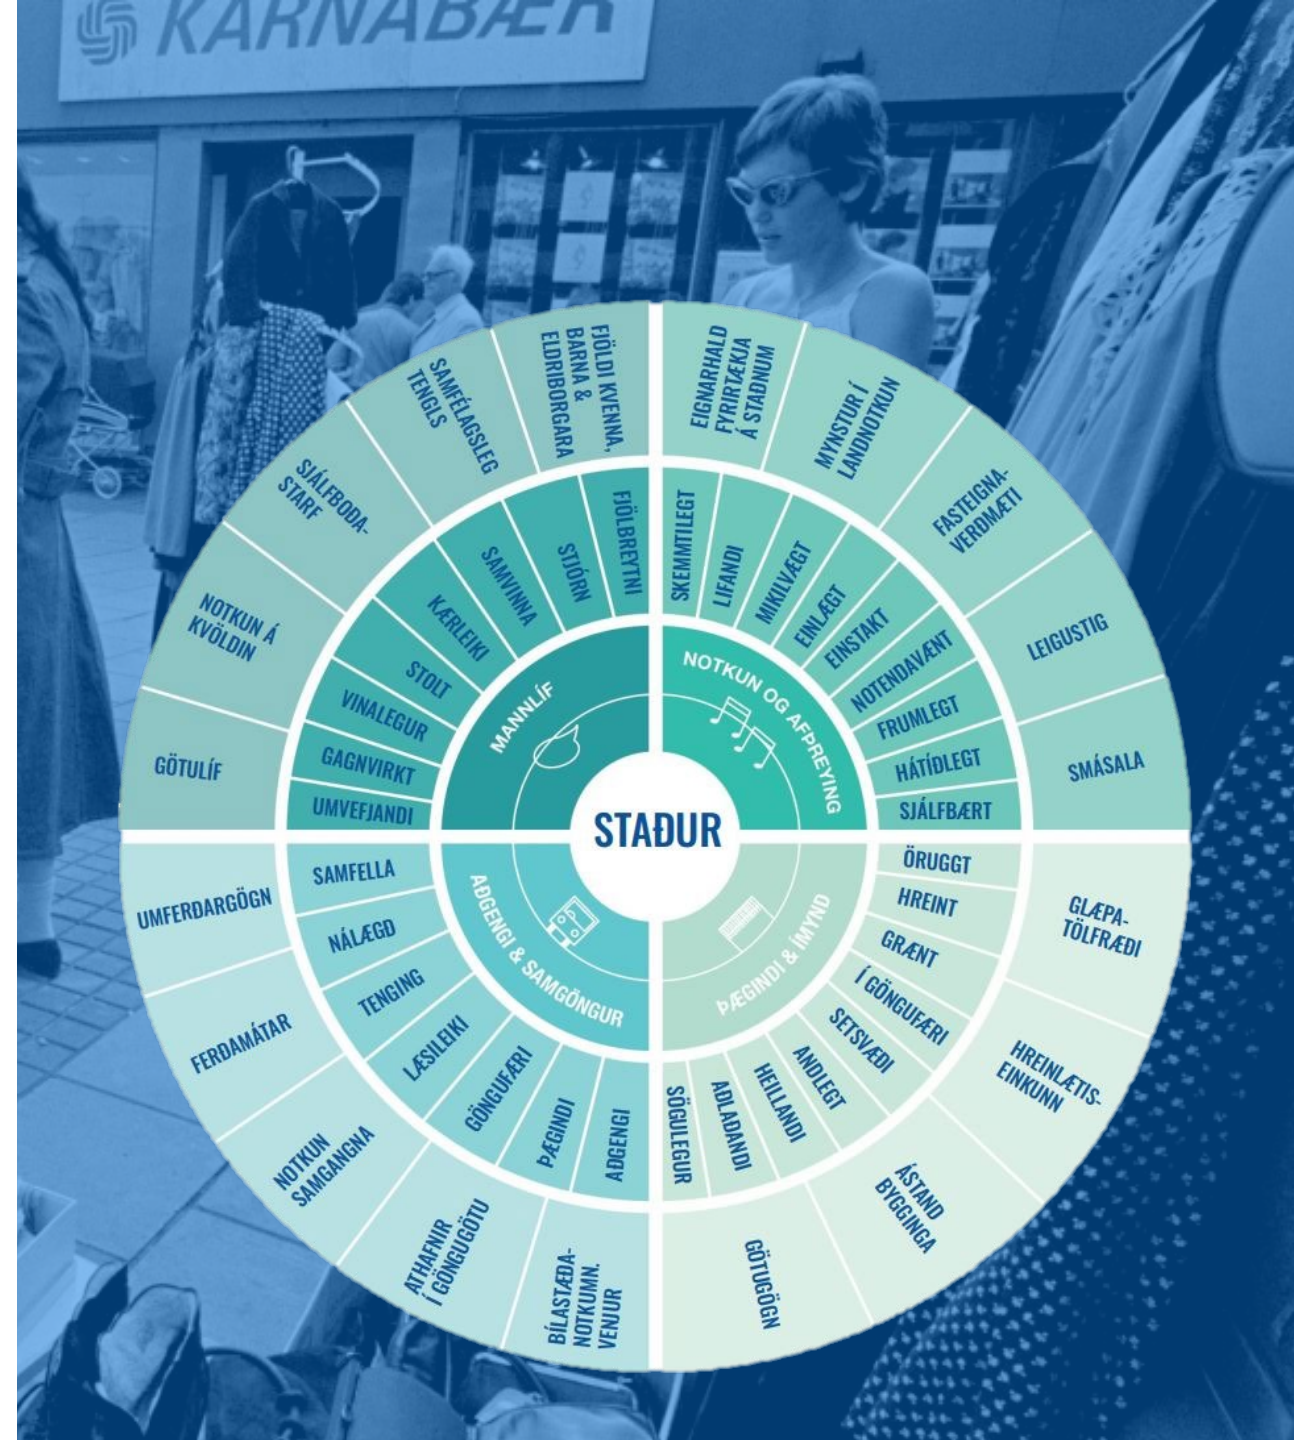 KARNABÆR
FJÖLDI KVENNA,
BARNA &
ELDRIBORGARA
SAMFÉLAGSLEG
TENGLS
SJÁLFBOÐA-
STARF
NOTKUN Á
KVÖLDIN
GÖTULÍF
EIGNARHALD
FYRIRTÆKJA
Á STAÐNUM
MYNSTUR Í
LANDNOTKUN
FASTEIGNA-
VERÐMÆTI
LEIGUSTIG
SMÁSALA
FJÖLBREYTNI
STJÓRN
SAMVINNA
KÆRLEIKI
STOLT
VINALEGUR
GAGNVIRKT
UMVEFJANDI
SKEMMTILEGT
LIFANDI
MIKILVÆGT
EINLÆGT
EINSTAKT
NOTENDAVÆNT
FRUMLEGT
HÁTÍÐLEGT
SJÁLFBÆRT
MANNLÍF
NOTKUN OG AFÞREYING
STAÐUR
AÐGENGI & SAMGÖNGUR
ÞÆGINDI & ÍMYND
SAMFELLA
NÁLÆGÐ
TENGING
LÆSILEIKI
GÖNGUFÆRI
ÞÆGINDI
AÐGENGI
ÖRUGGT
HREINT
GRÆNT
Í GÖNGUFÆRI
SETSVÆÐI
ANDLEGT
HEILLANDI
AÐLAÐANDI
SÖGULEGUR
UMFERÐARGÖGN
FERÐAMÁTAR
NOTKUN
SAMGANGNA
ATHAFNIR
Í GÖNGUGÖTU
BÍLASTÆÐA-
NOTKUMN.
VENJUR
GLÆPA-
TÖLFRÆÐI
HREINLÆTIS-
EINKUNN
ÁSTAND
BYGGINGA
GÖTUGÖGN